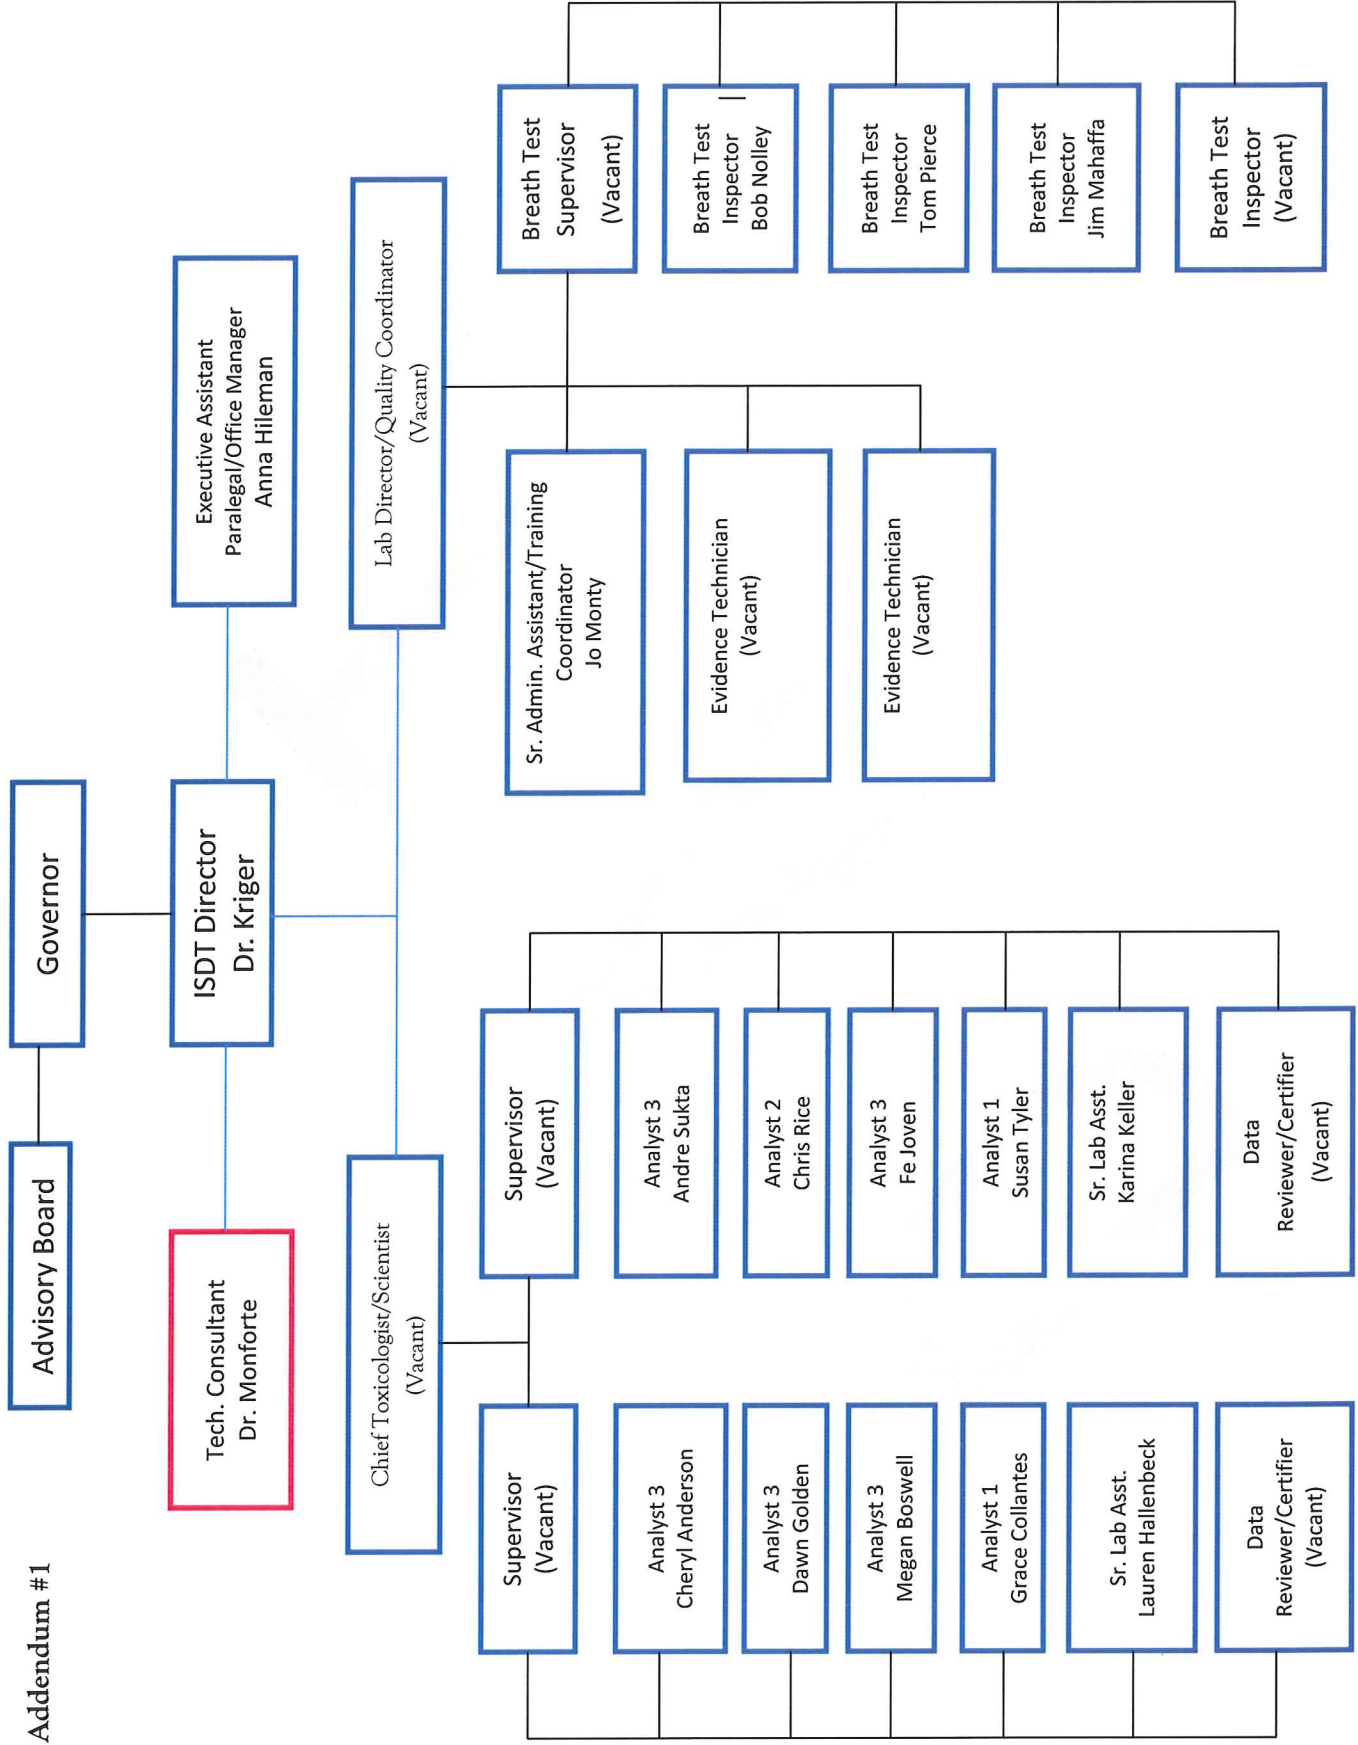 Addendum #1
Advisory Board
Governor
Tech. Consultant
Dr. Monforte
ISDT Director
Dr. Kriger
Executive Assistant
Paralegal/Office Manager
Anna Hileman
Chief Toxicologist/Scientist
(Vacant)
Lab Director/Quality Coordinator
(Vacant)
Supervisor
(Vacant)
Analyst 3
Cheryl Anderson
Analyst 3
Dawn Golden
Analyst 3
Megan Boswell
Analyst 1
Grace Collantes
Sr. Lab Asst.
Lauren Hallenbeck
Data
Reviewer/Certifier
(Vacant)
Supervisor
(Vacant)
Analyst 3
Andre Sukta
Analyst 2
Chris Rice
Analyst 3
Fe Joven
Analyst 1
Susan Tyler
Sr. Lab Asst.
Karina Keller
Data
Reviewer/Certifier
(Vacant)
Sr. Admin. Assistant/Training
Coordinator
Jo Monty
Evidence Technician
(Vacant)
Evidence Technician
(Vacant)
Breath Test
Supervisor
(Vacant)
Breath Test
Inspector
Bob Nolley
Breath Test
Inspector
Tom Pierce
Breath Test
Inspector
Jim Mahaffa
Breath Test
Inspector
(Vacant)